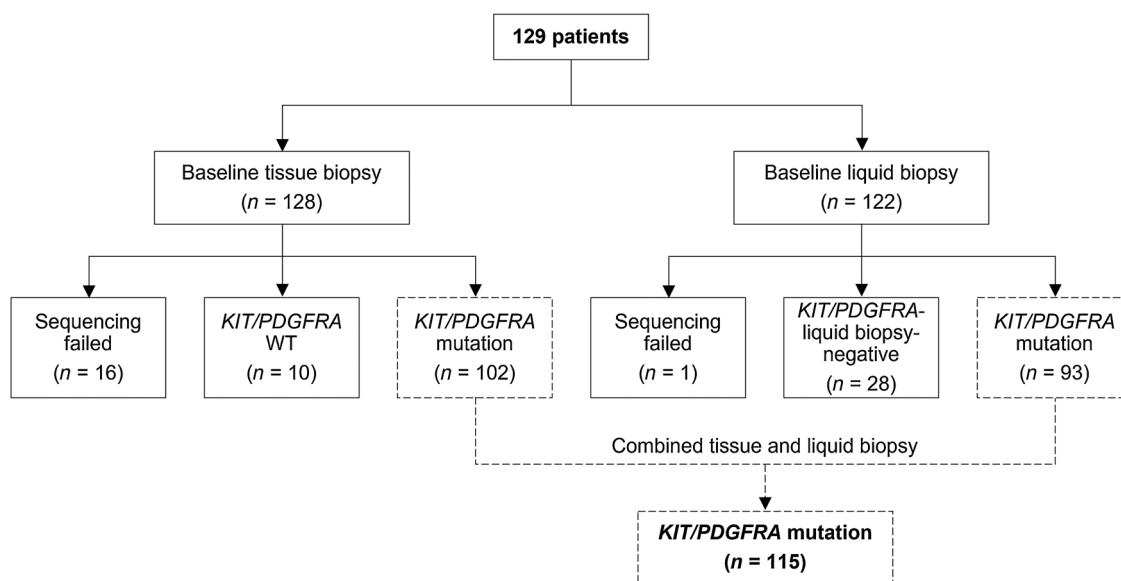 129 patients
Baseline tissue biopsy
(n = 128)
Baseline liquid biopsy
(n = 122)
Sequencing
failed
(n = 16)
KIT/PDGFRA
WT
(n = 10)
KIT/PDGFRA
mutation
(n = 102)
Sequencing
failed
(n = 1)
KIT/PDGFRA-
liquid biopsy-
negative
(n = 28)
KIT/PDGFRA
mutation
(n = 93)
Combined tissue and liquid biopsy
KIT/PDGFRA mutation
(n = 115)